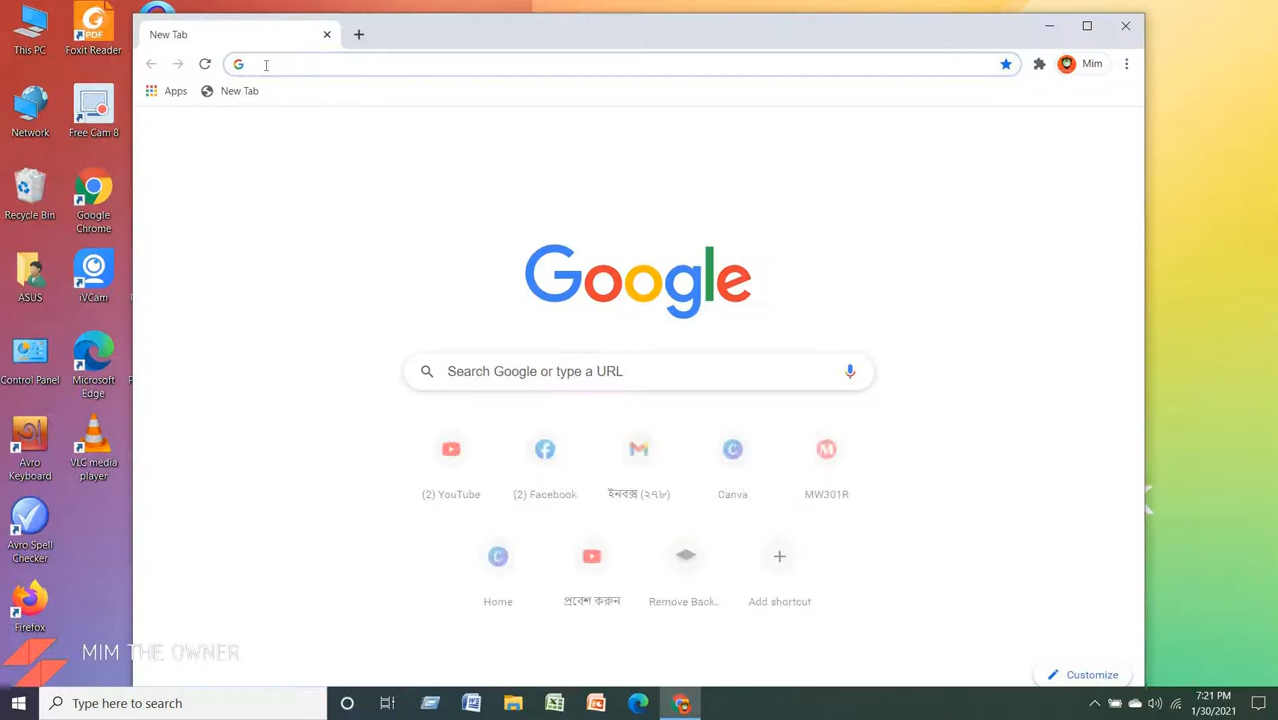 This PC
Foxit Reader
Network
Free Cam 8
Recycle Bin
Google
Chrome
ASUS
iVCam
Control Panel
Microsoft
Edge
Avro
Keyboard
VLC media
player
Avro Spell
Checker
Firefox
New Tab
Mim
Apps
New Tab
Google
Search Google or type a URL
(2) YouTube
(2) Facebook
ইনবক্স (২৭৮)
Canva
MW301R
Home
প্রবেশ করুন
Remove Back...
Add shortcut
Customize
MIM THE OWNER
Type here to search
7:21 PM
1/30/2021